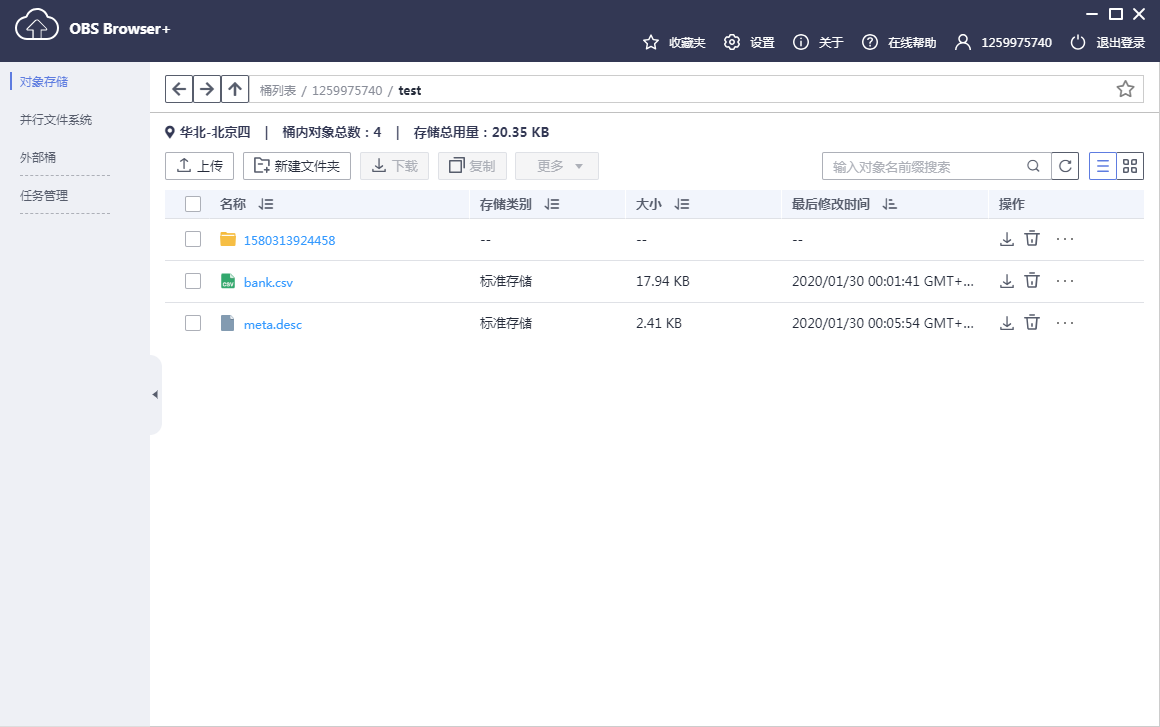 OBS Browser+
收藏夹 设置 关于 在线帮助 1259975740 退出登录
对象存储
并行文件系统
外部桶
任务管理
桶列表 / 1259975740 / test
华北-北京四 | 桶内对象总数：4 | 存储总用量：20.35 KB
上传 新建文件夹 下载 复制 更多 输入对象名前缀搜索
名称 存储类别 大小 最后修改时间 操作
1580313924458 -- -- -- ···
CSV bank.csv 标准存储 17.94 KB 2020/01/30 00:01:41 GMT+... ···
meta.desc 标准存储 2.41 KB 2020/01/30 00:05:54 GMT+... ···